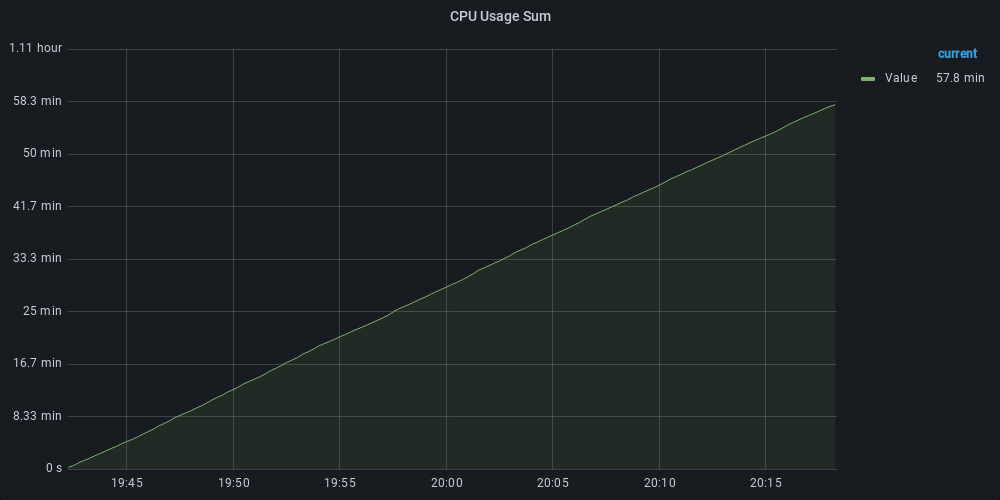 CPU Usage Sum
1.11 hour
58.3 min
50 min
41.7 min
33.3 min
25 min
16.7 min
8.33 min
0 s
19:45 19:50 19:55 20:00 20:05 20:10 20:15
current
Value 57.8 min